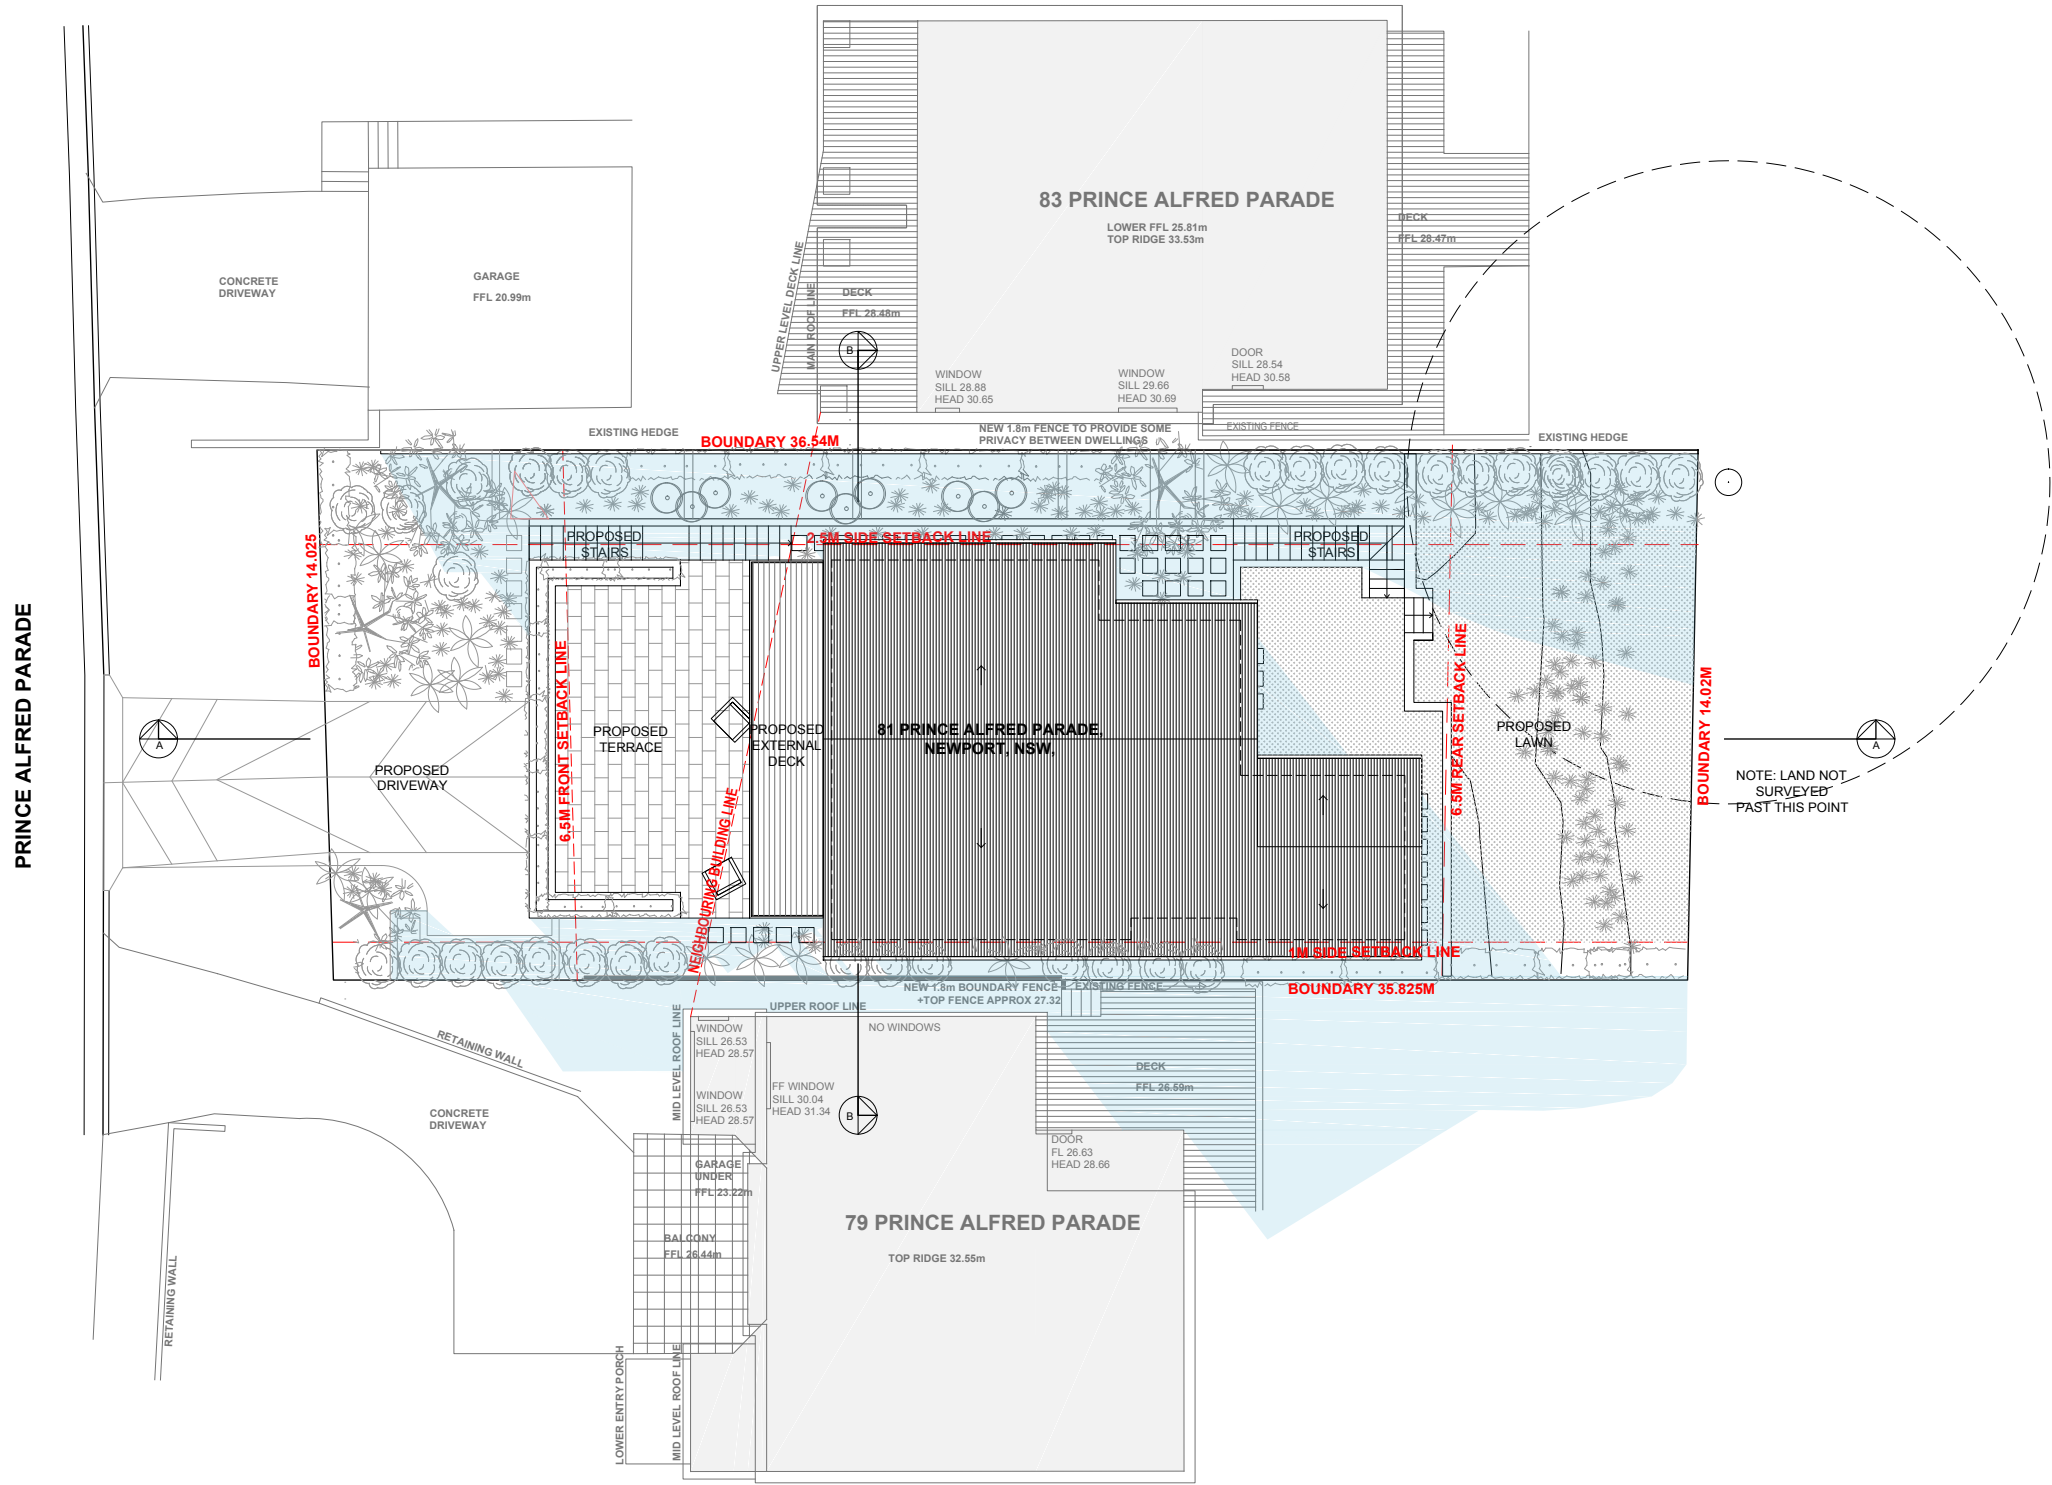 PRINCE ALFRED PARADE
CONCRETE
DRIVEWAY
GARAGE
FFL 20.99m
UPPER LEVEL DECK LINE
MAIN ROOF LINE
DECK
FFL 28.48m
83 PRINCE ALFRED PARADE
LOWER FFL 25.81m
TOP RIDGE 33.53m
DECK
FFL 28.47m
WINDOW
SILL 28.88
HEAD 30.65
WINDOW
SILL 29.66
HEAD 30.69
DOOR
SILL 28.54
HEAD 30.58
B
EXISTING HEDGE
BOUNDARY 36.54M
NEW 1.8m FENCE TO PROVIDE SOME
PRIVACY BETWEEN DWELLINGS
EXISTING FENCE
EXISTING HEDGE
BOUNDARY 14.025
PROPOSED
STAIRS
2.5M SIDE SETBACK LINE
PROPOSED
STAIRS
6.5M FRONT SETBACK LINE
PROPOSED
TERRACE
PROPOSED
EXTERNAL
DECK
81 PRINCE ALFRED PARADE,
NEWPORT, NSW,
6.5M REAR SETBACK LINE
PROPOSED
LAWN
BOUNDARY 14.02M
A
A
NOTE: LAND NOT
SURVEYED
PAST THIS POINT
PROPOSED
DRIVEWAY
NEIGHBOURING BUILDING LINE
1M SIDE SETBACK LINE
NEW 1.8m BOUNDARY FENCE
+TOP FENCE APPROX 27.32
EXISTING FENCE
BOUNDARY 35.825M
UPPER ROOF LINE
MID LEVEL ROOF LINE
WINDOW
SILL 26.53
HEAD 28.57
NO WINDOWS
RETAINING WALL
WINDOW
SILL 26.53
HEAD 28.57
FF WINDOW
SILL 30.04
HEAD 31.34
B
DECK
FFL 26.59m
CONCRETE
DRIVEWAY
DOOR
FL 26.63
HEAD 28.66
GARAGE
UNDER
FFL 23.22m
79 PRINCE ALFRED PARADE
TOP RIDGE 32.55m
BALCONY
FFL 26.44m
RETAINING WALL
LOWER ENTRY PORCH
MID LEVEL ROOF LINE